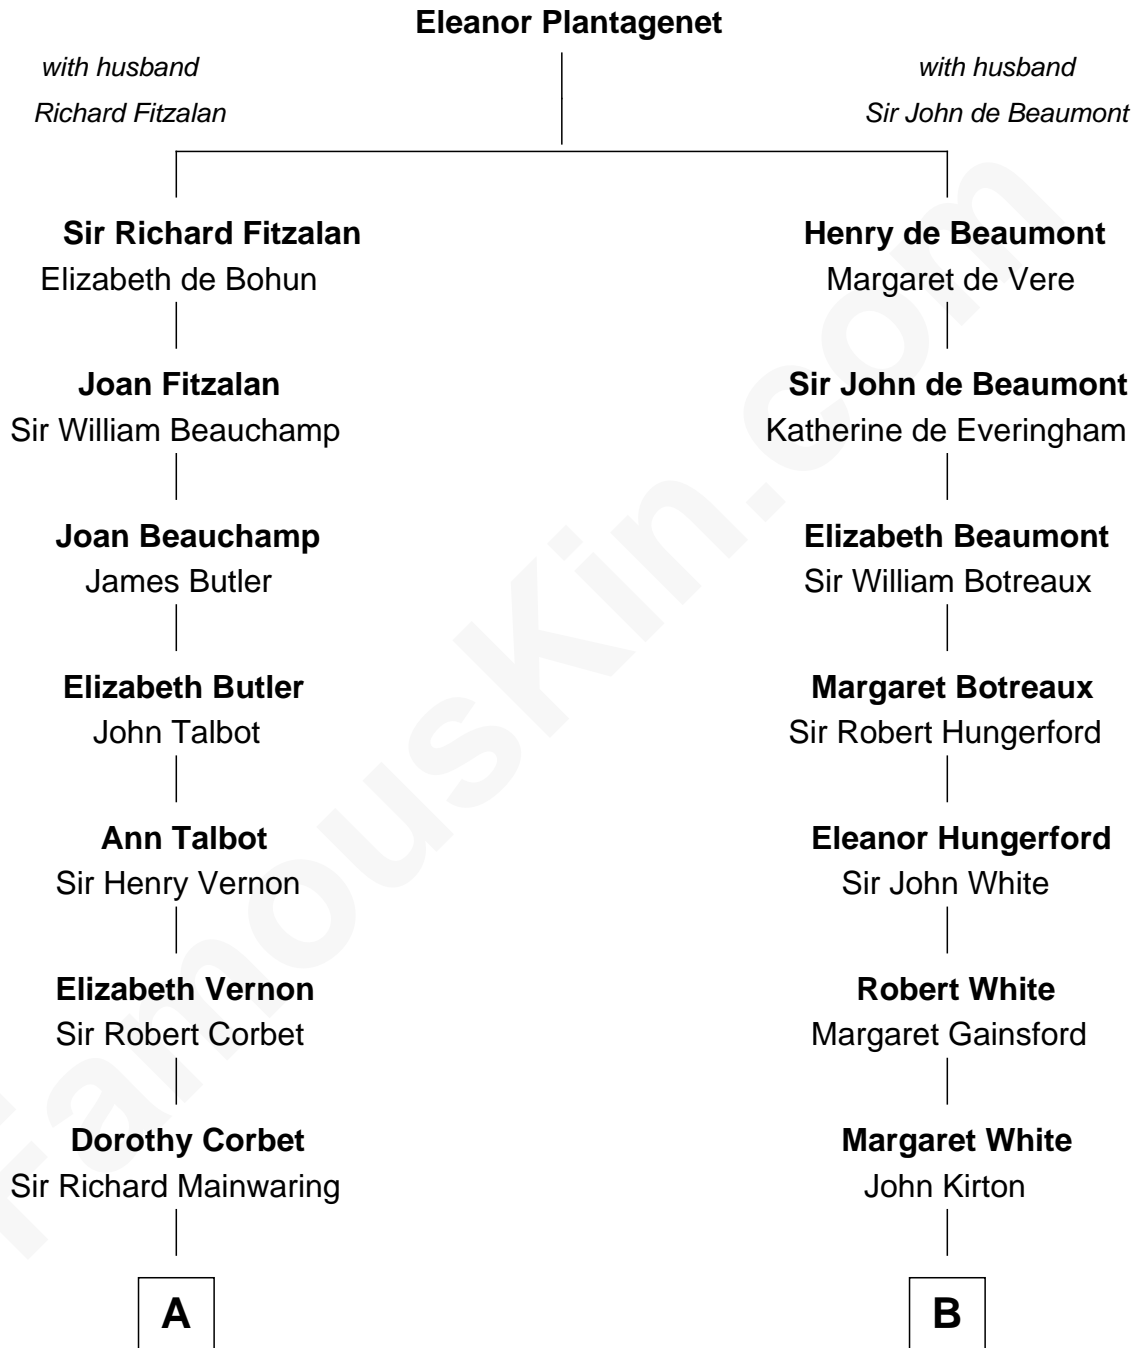 Eleanor Plantagenet
with husband
Richard Fitzalan
with husband
Sir John de Beaumont
Sir Richard Fitzalan
Elizabeth de Bohun
Henry de Beaumont
Margaret de Vere
Joan Fitzalan
Sir William Beauchamp
Sir John de Beaumont
Katherine de Everingham
Joan Beauchamp
James Butler
Elizabeth Beaumont
Sir William Botreaux
Elizabeth Butler
John Talbot
Margaret Botreaux
Sir Robert Hungerford
Ann Talbot
Sir Henry Vernon
Eleanor Hungerford
Sir John White
Elizabeth Vernon
Sir Robert Corbet
Robert White
Margaret Gainsford
Dorothy Corbet
Sir Richard Mainwaring
Margaret White
John Kirton
A
B
FamousKin.com